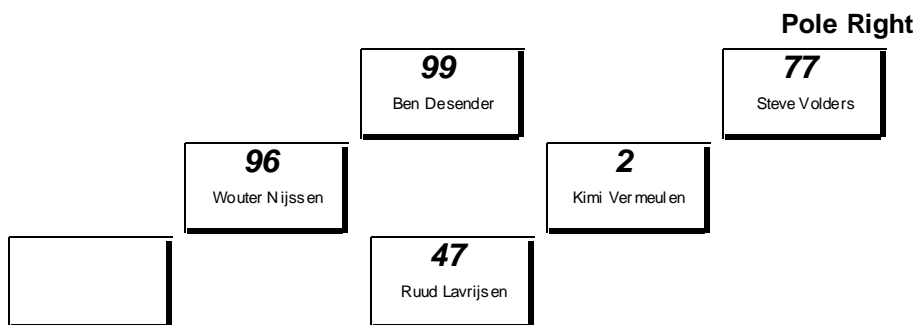 Pole Right
99
Ben Desender
77
Steve Volders
96
Wouter Nijssen
2
Kimi Vermeulen
47
Ruud Lavrijsen